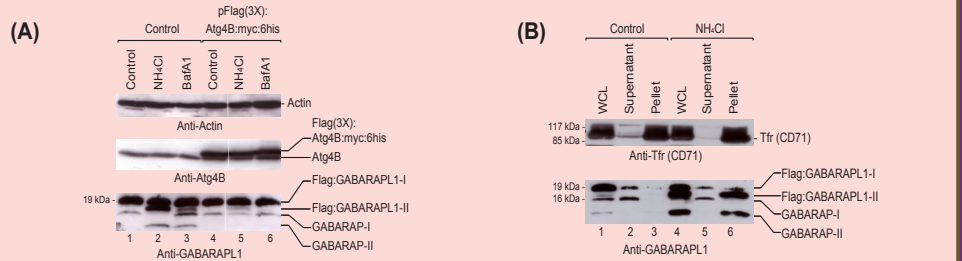 (A)
pFlag(3X):
Control Atg4B:myc:6his
Control NH₄Cl BafA1 Control NH₄Cl BafA1
Actin
Anti-Actin
Flag(3X):
Atg4B:myc:6his
Atg4B
Anti-Atg4B
19 kDa
Flag:GABARAPL1-I
Flag:GABARAPL1-II
GABARAP-I
GABARAP-II
1 2 3 4 5 6
Anti-GABARAPL1
(B)
Control NH₄Cl
WCL Supernatant Pellet WCL Supernatant Pellet
117 kDa
85 kDa
Tfr (CD71)
Anti-Tfr (CD71)
19 kDa
16 kDa
Flag:GABARAPL1-I
Flag:GABARAPL1-II
GABARAP-I
GABARAP-II
1 2 3 4 5 6
Anti-GABARAPL1